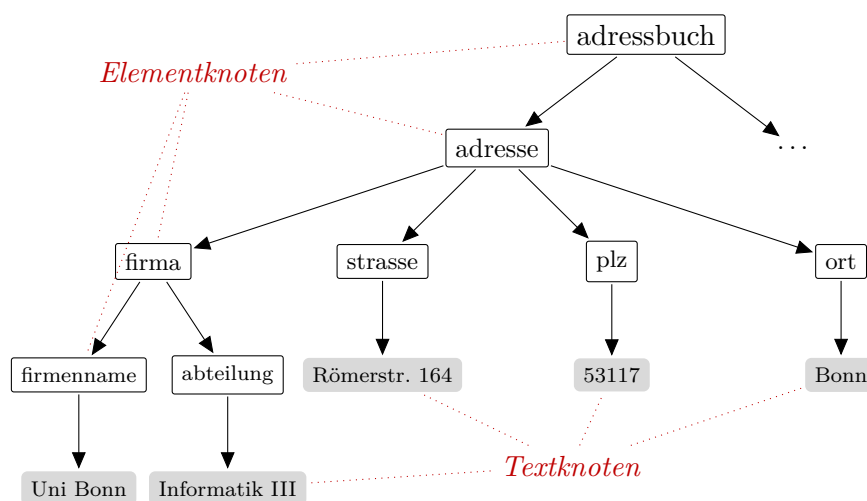 adressbuch
Elementknoten
adresse
...
firma
strasse
plz
ort
firmenname
abteilung
Römerstr. 164
53117
Bonn
Textknoten
Uni Bonn
Informatik III